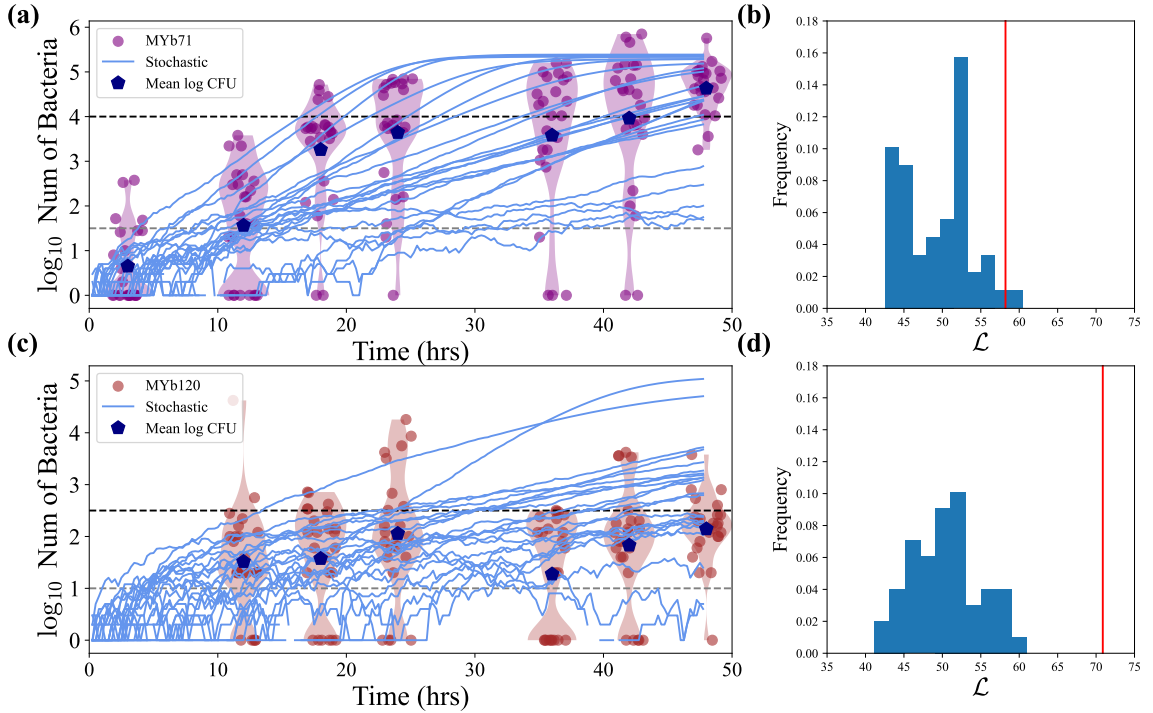 (a)
log10 Num of Bacteria
6
5
4
3
2
1
0
MYb71
Stochastic
Mean log CFU
0 10 20 30 40 50
Time (hrs)
(b)
Frequency
0.18
0.16
0.14
0.12
0.10
0.08
0.06
0.04
0.02
0.00
35 40 45 50 55 60 65 70 75
ℒ
(c)
log10 Num of Bacteria
5
4
3
2
1
0
MYb120
Stochastic
Mean log CFU
0 10 20 30 40 50
Time (hrs)
(d)
Frequency
0.18
0.16
0.14
0.12
0.10
0.08
0.06
0.04
0.02
0.00
35 40 45 50 55 60 65 70 75
ℒ